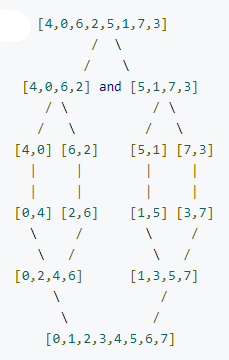 [4,0,6,2,5,1,7,3]
/ \
/ \
[4,0,6,2] and [5,1,7,3]
/ \ / \
/ \ / \
[4,0] [6,2] [5,1] [7,3]
| | | |
| | | |
[0,4] [2,6] [1,5] [3,7]
\ / \ /
\ / \ /
[0,2,4,6] [1,3,5,7]
\ /
\ /
[0,1,2,3,4,5,6,7]